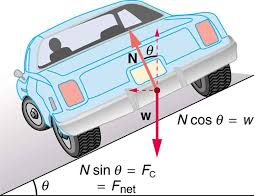 N θ
w
N cos θ = w
N sin θ = F_C
θ = F_net